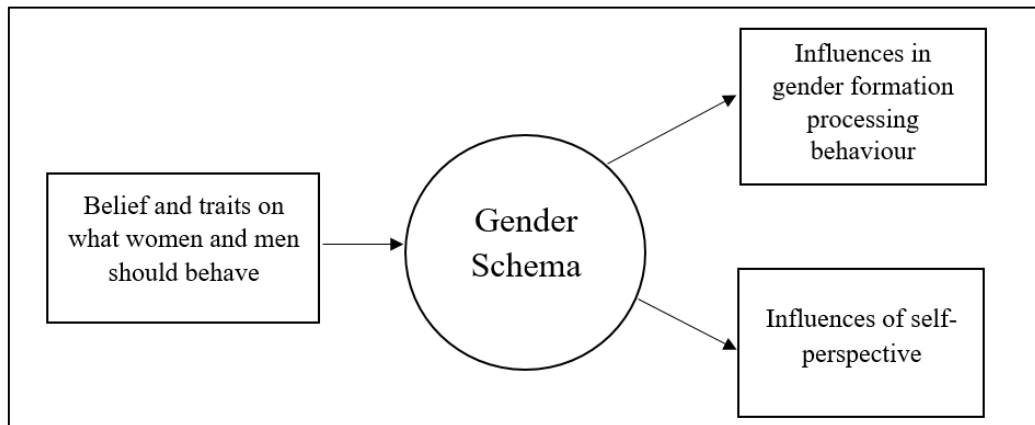 Belief and traits on
what women and men
should behave
Gender
Schema
Influences in
gender formation
processing
behaviour
Influences of self-
perspective